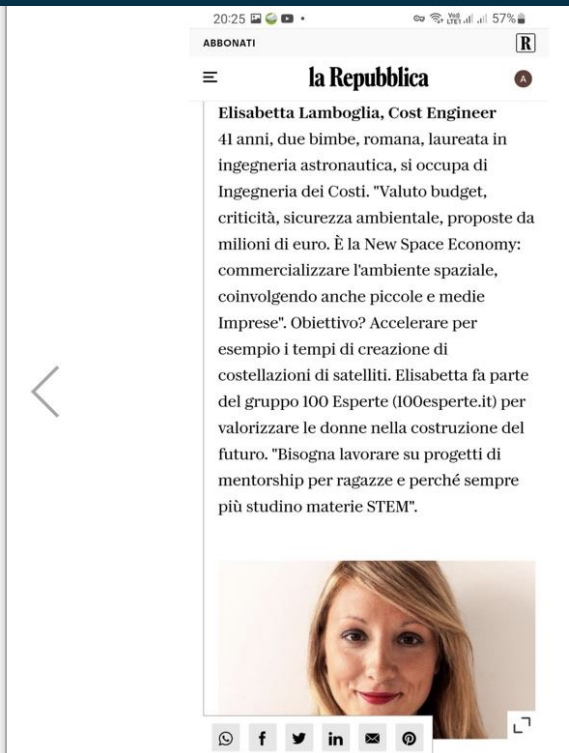 20:25
Vo))
LTE1
57%
ABBONATI
R
la Repubblica
A
Elisabetta Lamboglia, Cost Engineer
41 anni, due bimbe, romana, laureata in
ingegneria astronautica, si occupa di
Ingegneria dei Costi. "Valuto budget,
criticità, sicurezza ambientale, proposte da
milioni di euro. È la New Space Economy:
commercializzare l'ambiente spaziale,
coinvolgendo anche piccole e medie
Imprese". Obiettivo? Accelerare per
esempio i tempi di creazione di
costellazioni di satelliti. Elisabetta fa parte
del gruppo 100 Esperte (100esperte.it) per
valorizzare le donne nella costruzione del
futuro. "Bisogna lavorare su progetti di
mentorship per ragazze e perché sempre
più studino materie STEM".